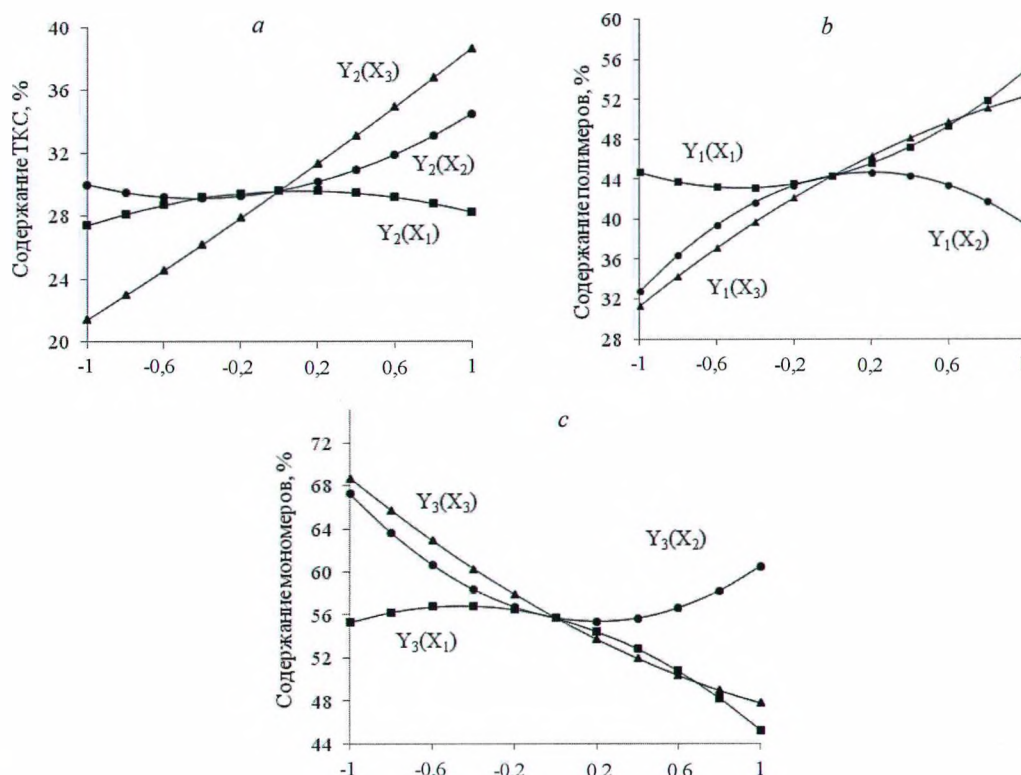 a
Содержание ТКС, %
40
36
32
28
24
20
-1
-0,6
-0,2
0,2
0,6
1
Y2(X3)
Y2(X2)
Y2(X1)
b
Содержание полимеров, %
60
56
52
48
44
40
36
32
28
-1
-0,6
-0,2
0,2
0,6
Y1(X1)
Y1(X2)
Y1(X3)
c
Содержание мономеров, %
72
68
64
60
56
52
48
44
-1
-0,6
-0,2
0,2
0,6
1
Y3(X3)
Y3(X2)
Y3(X1)